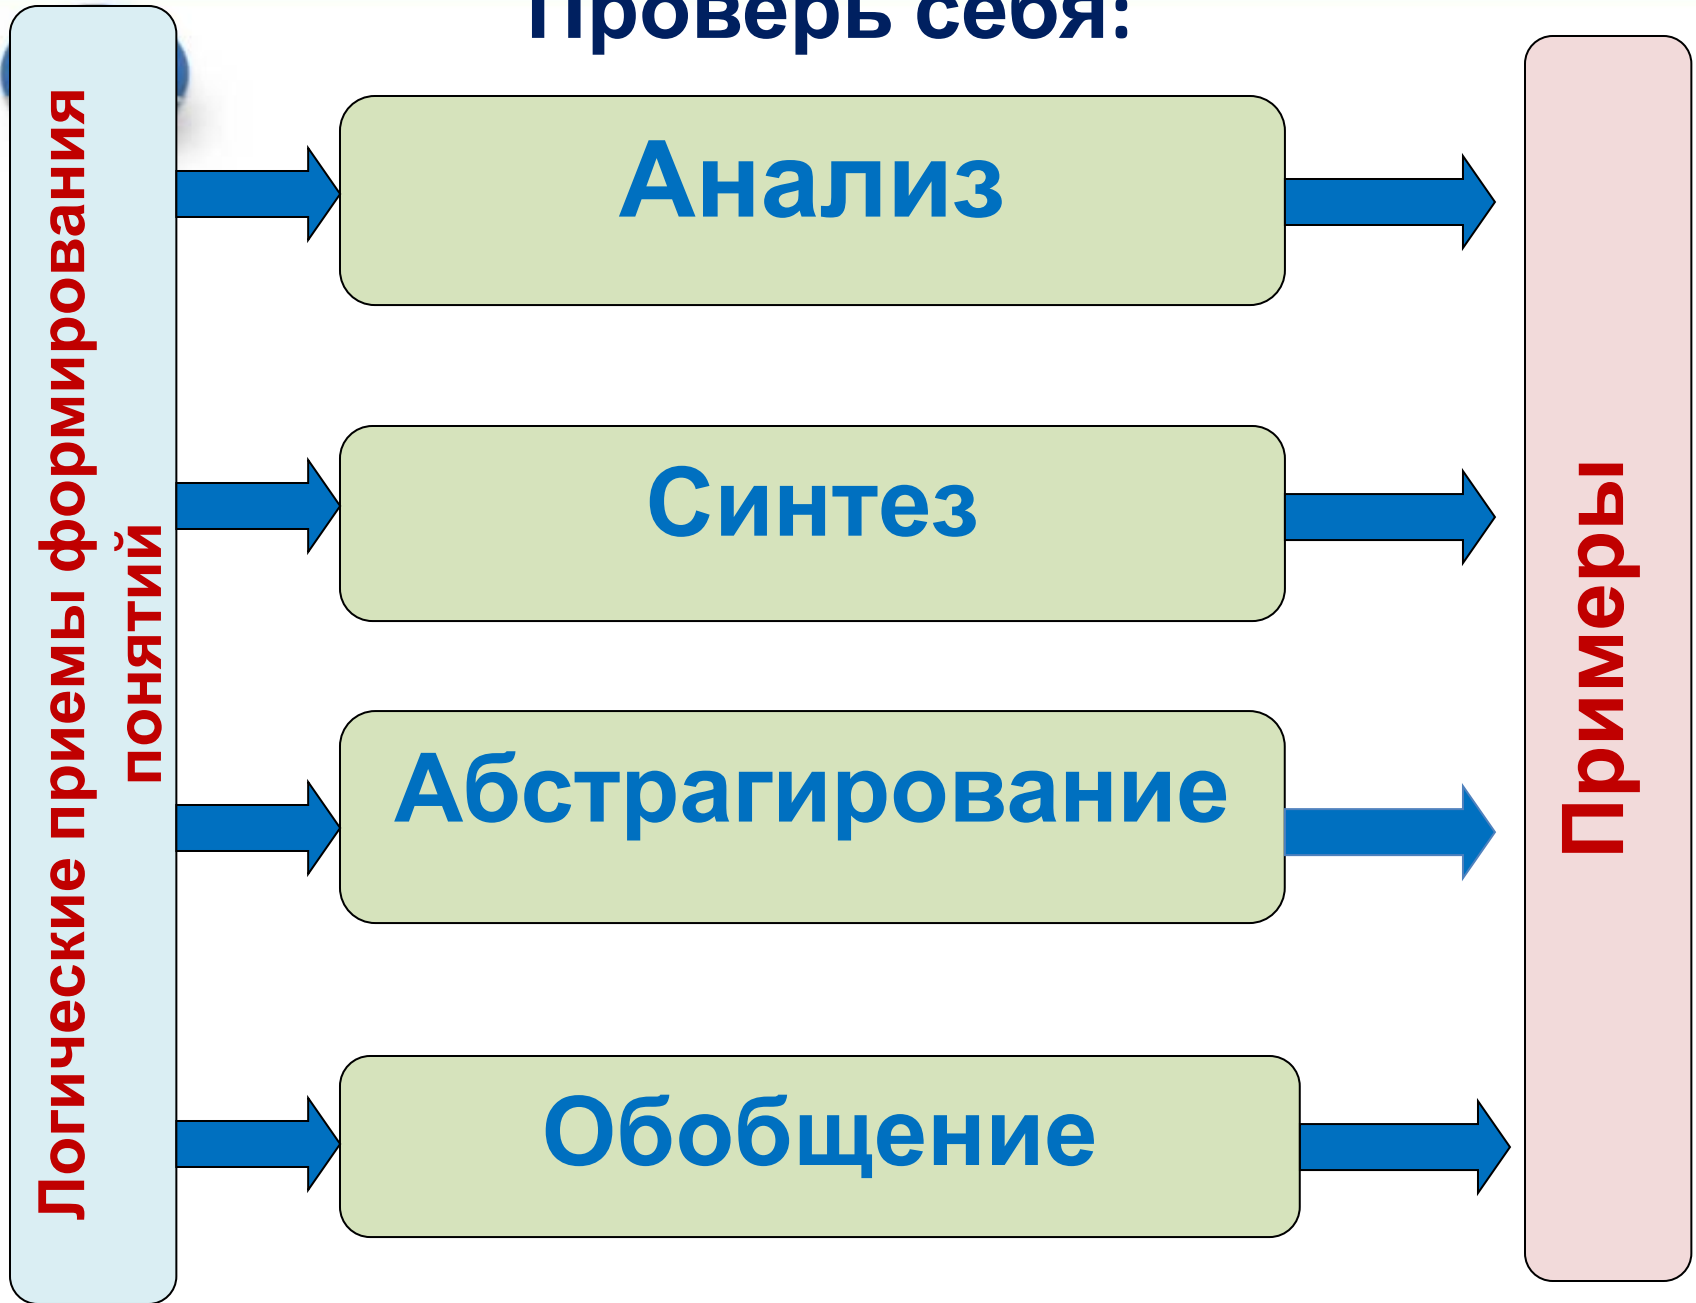 Проверь себя:
Логические приемы формирования
понятий
Анализ
Синтез
Абстрагирование
Обобщение
Примеры